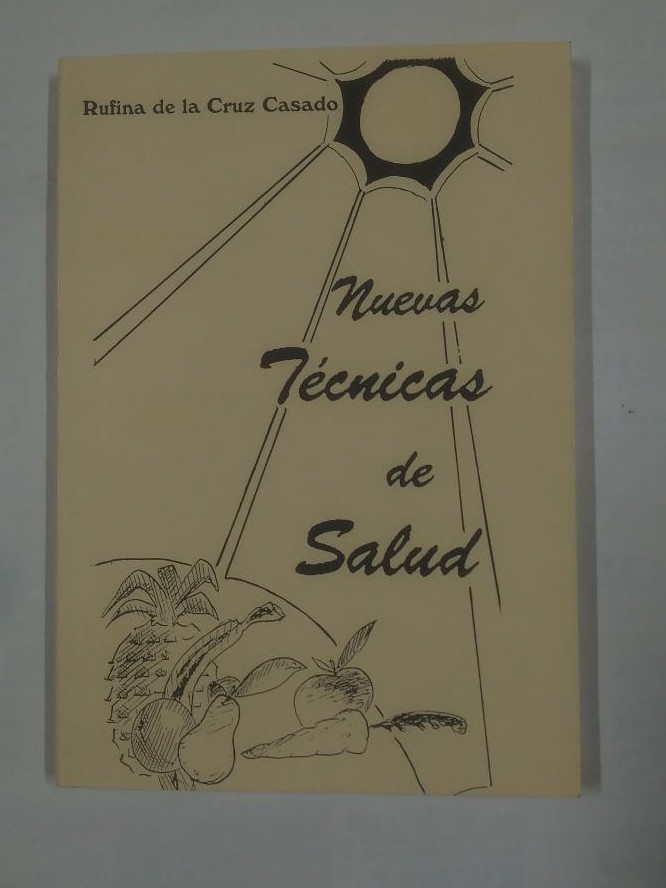 Rufina de la Cruz Casado
Nuevas
Técnicas
de
Salud